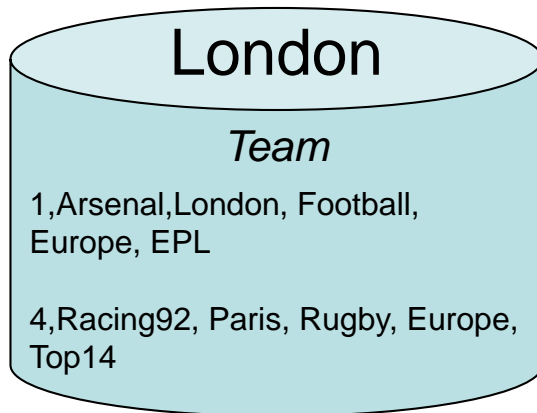 London
Team
1,Arsenal,London, Football,
Europe, EPL
4,Racing92, Paris, Rugby, Europe,
Top14